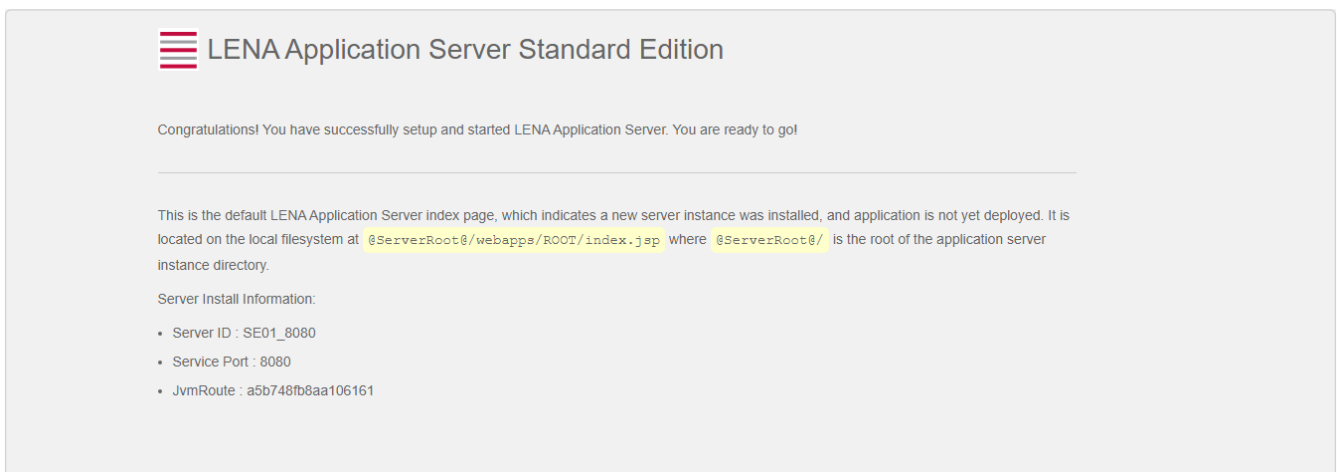 LENA Application Server Standard Edition
Congratulations! You have successfully setup and started LENA Application Server. You are ready to go!
This is the default LENA Application Server index page, which indicates a new server instance was installed, and application is not yet deployed. It is
located on the local filesystem at @ServerRoot@/webapps/ROOT/index.jsp where @ServerRoot@/ is the root of the application server
instance directory.
Server Install Information:
• Server ID : SE01_8080
• Service Port : 8080
• JvmRoute : a5b748fb8aa106161